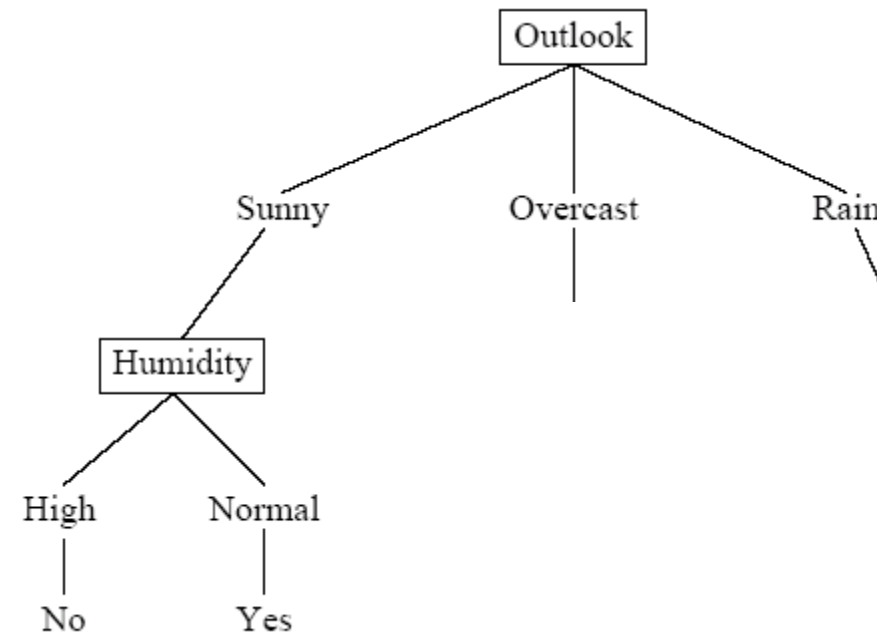 Outlook
Sunny Overcast Rain
Humidity
High Normal
No Yes